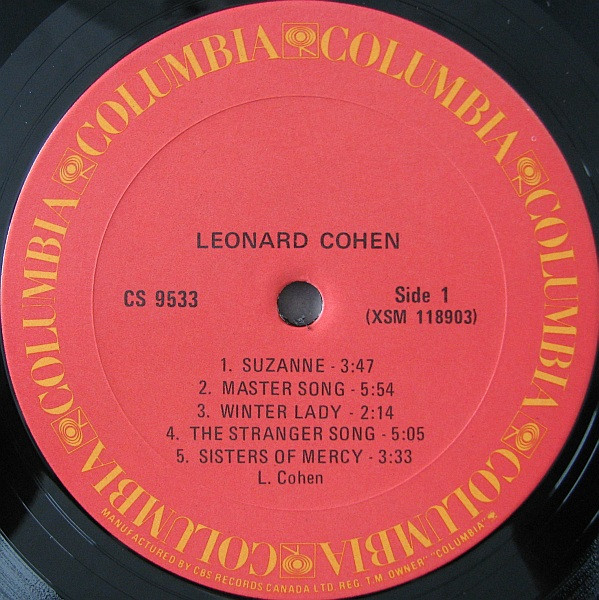 COLUMBIA COLUMBIA COLUMBIA COLUMBIA COLUMBIA COLUMBIA
LEONARD COHEN
CS 9533
Side 1
(XSM 118903)
1. SUZANNE - 3:47
2. MASTER SONG - 5:54
3. WINTER LADY - 2:14
4. THE STRANGER SONG - 5:05
5. SISTERS OF MERCY - 3:33
L. Cohen
MANUFACTURED BY CBS RECORDS CANADA LTD. REG. T.M. OWNER "COLUMBIA"